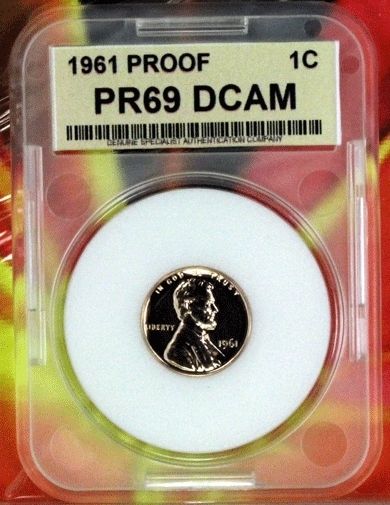 1961 PROOF 1C
PR69 DCAM
GENUINE SPECIALIST AUTHENTICATION COMPANY
IN GOD WE TRUST
LIBERTY
1961